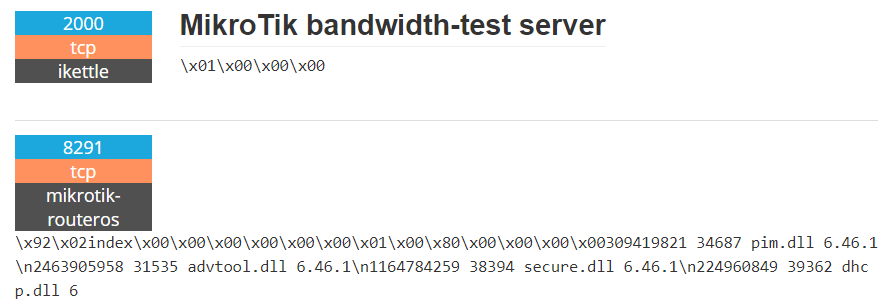 2000
MikroTik bandwidth-test server
tcp
\x01\x00\x00\x00
ikettle
8291
tcp
mikrotik-
routeros
\x92\x02index\x00\x00\x00\x00\x00\x01\x00\x80\x00\x00\x00\x00309419821 34687 pim.dll 6.46.1
\n2463905958 31535 advtool.dll 6.46.1\n1164784259 38394 secure.dll 6.46.1\n224960849 39362 dhc
p.dll 6